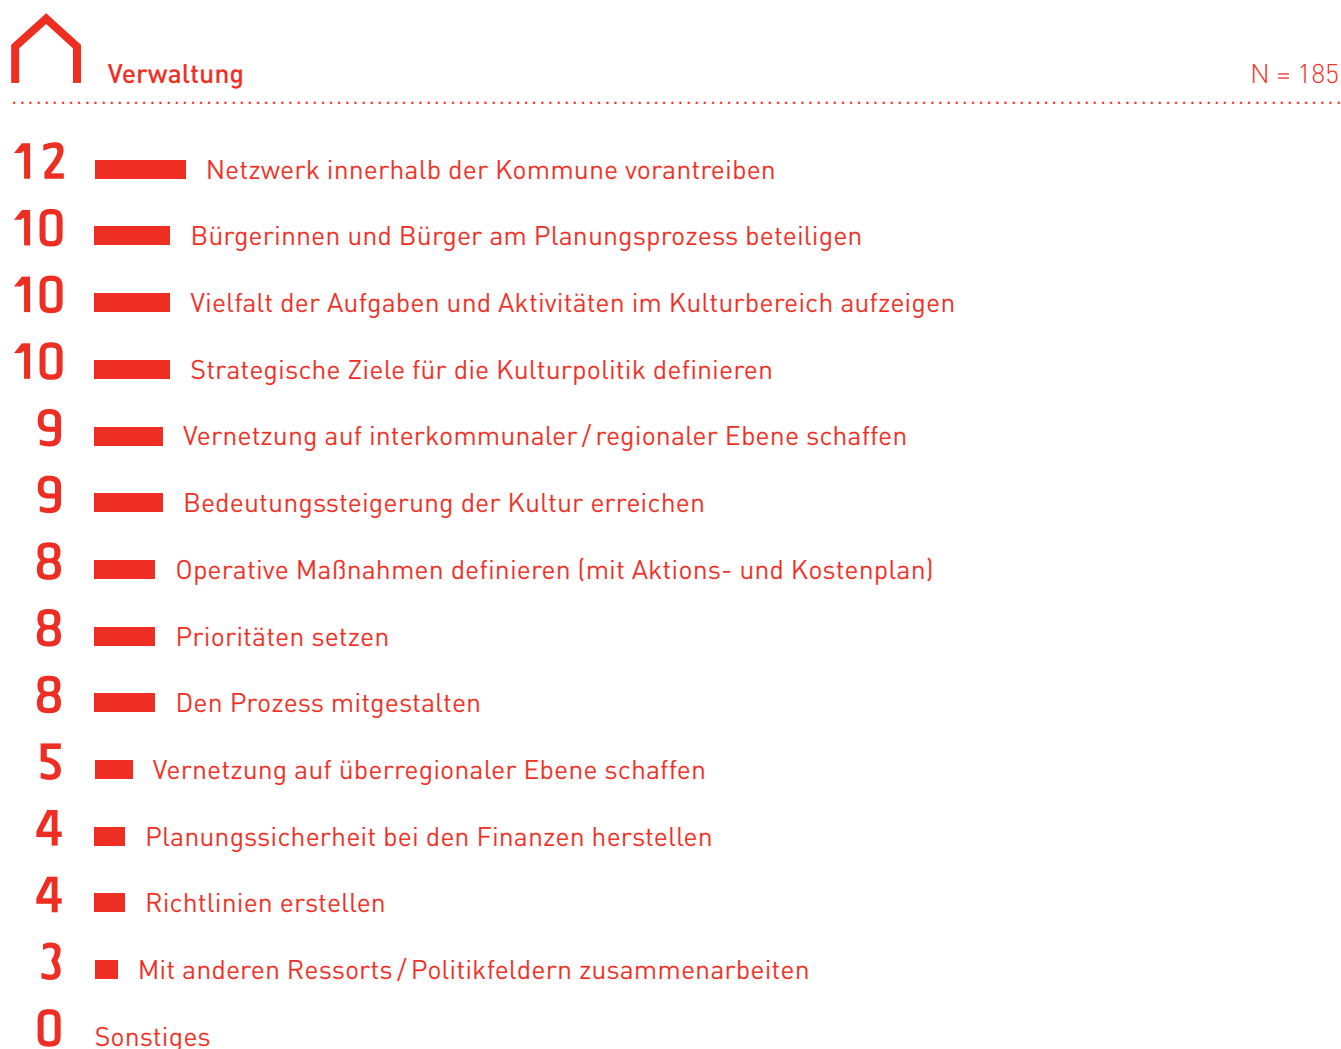 Verwaltung N = 185
12 Netzwerk innerhalb der Kommune vorantreiben
10 Bürgerinnen und Bürger am Planungsprozess beteiligen
10 Vielfalt der Aufgaben und Aktivitäten im Kulturbereich aufzeigen
10 Strategische Ziele für die Kulturpolitik definieren
9 Vernetzung auf interkommunaler / regionaler Ebene schaffen
9 Bedeutungssteigerung der Kultur erreichen
8 Operative Maßnahmen definieren (mit Aktions- und Kostenplan)
8 Prioritäten setzen
8 Den Prozess mitgestalten
5 Vernetzung auf überregionaler Ebene schaffen
4 Planungssicherheit bei den Finanzen herstellen
4 Richtlinien erstellen
3 Mit anderen Ressorts / Politikfeldern zusammenarbeiten
0 Sonstiges